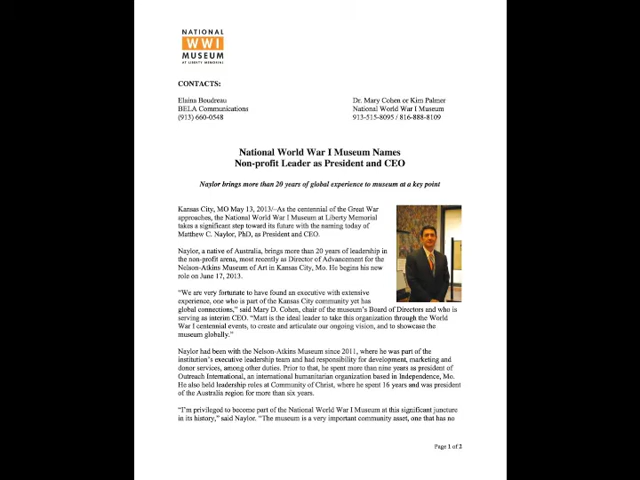 NATIONAL
WWI
MUSEUM
AT LIBERTY MEMORIAL
CONTACTS:
Elaina Boudreau
BELA Communications
(913) 660-0548
Dr. Mary Cohen or Kim Palmer
National World War I Museum
913-515-8095 / 816-888-8109
National World War I Museum Names
Non-profit Leader as President and CEO
Naylor brings more than 20 years of global experience to museum at a key point
Kansas City, MO May 13, 2013/–As the centennial of the Great War
approaches, the National World War I Museum at Liberty Memorial
takes a significant step toward its future with the naming today of
Matthew C. Naylor, PhD, as President and CEO.
Naylor, a native of Australia, brings more than 20 years of leadership in
the non-profit arena, most recently as Director of Advancement for the
Nelson-Atkins Museum of Art in Kansas City, Mo. He begins his new
role on June 17, 2013.
“We are very fortunate to have found an executive with extensive
experience, one who is part of the Kansas City community yet has
global connections,” said Mary D. Cohen, chair of the museum’s Board of Directors and who is
serving as interim CEO. “Matt is the ideal leader to take this organization through the World
War I centennial events, to create and articulate our ongoing vision, and to showcase the
museum globally.”
Naylor had been with the Nelson-Atkins Museum since 2011, where he was part of the
institution’s executive leadership team and had responsibility for development, marketing and
donor services, among other duties. Prior to that, he spent more than nine years as president of
Outreach International, an international humanitarian organization based in Independence, Mo.
He also held leadership roles at Community of Christ, where he spent 16 years and was president
of the Australia region for more than six years.
“I’m privileged to become part of the National World War I Museum at this significant juncture
in its history,” said Naylor. “The museum is a very important community asset, one that has no
Page 1 of 2